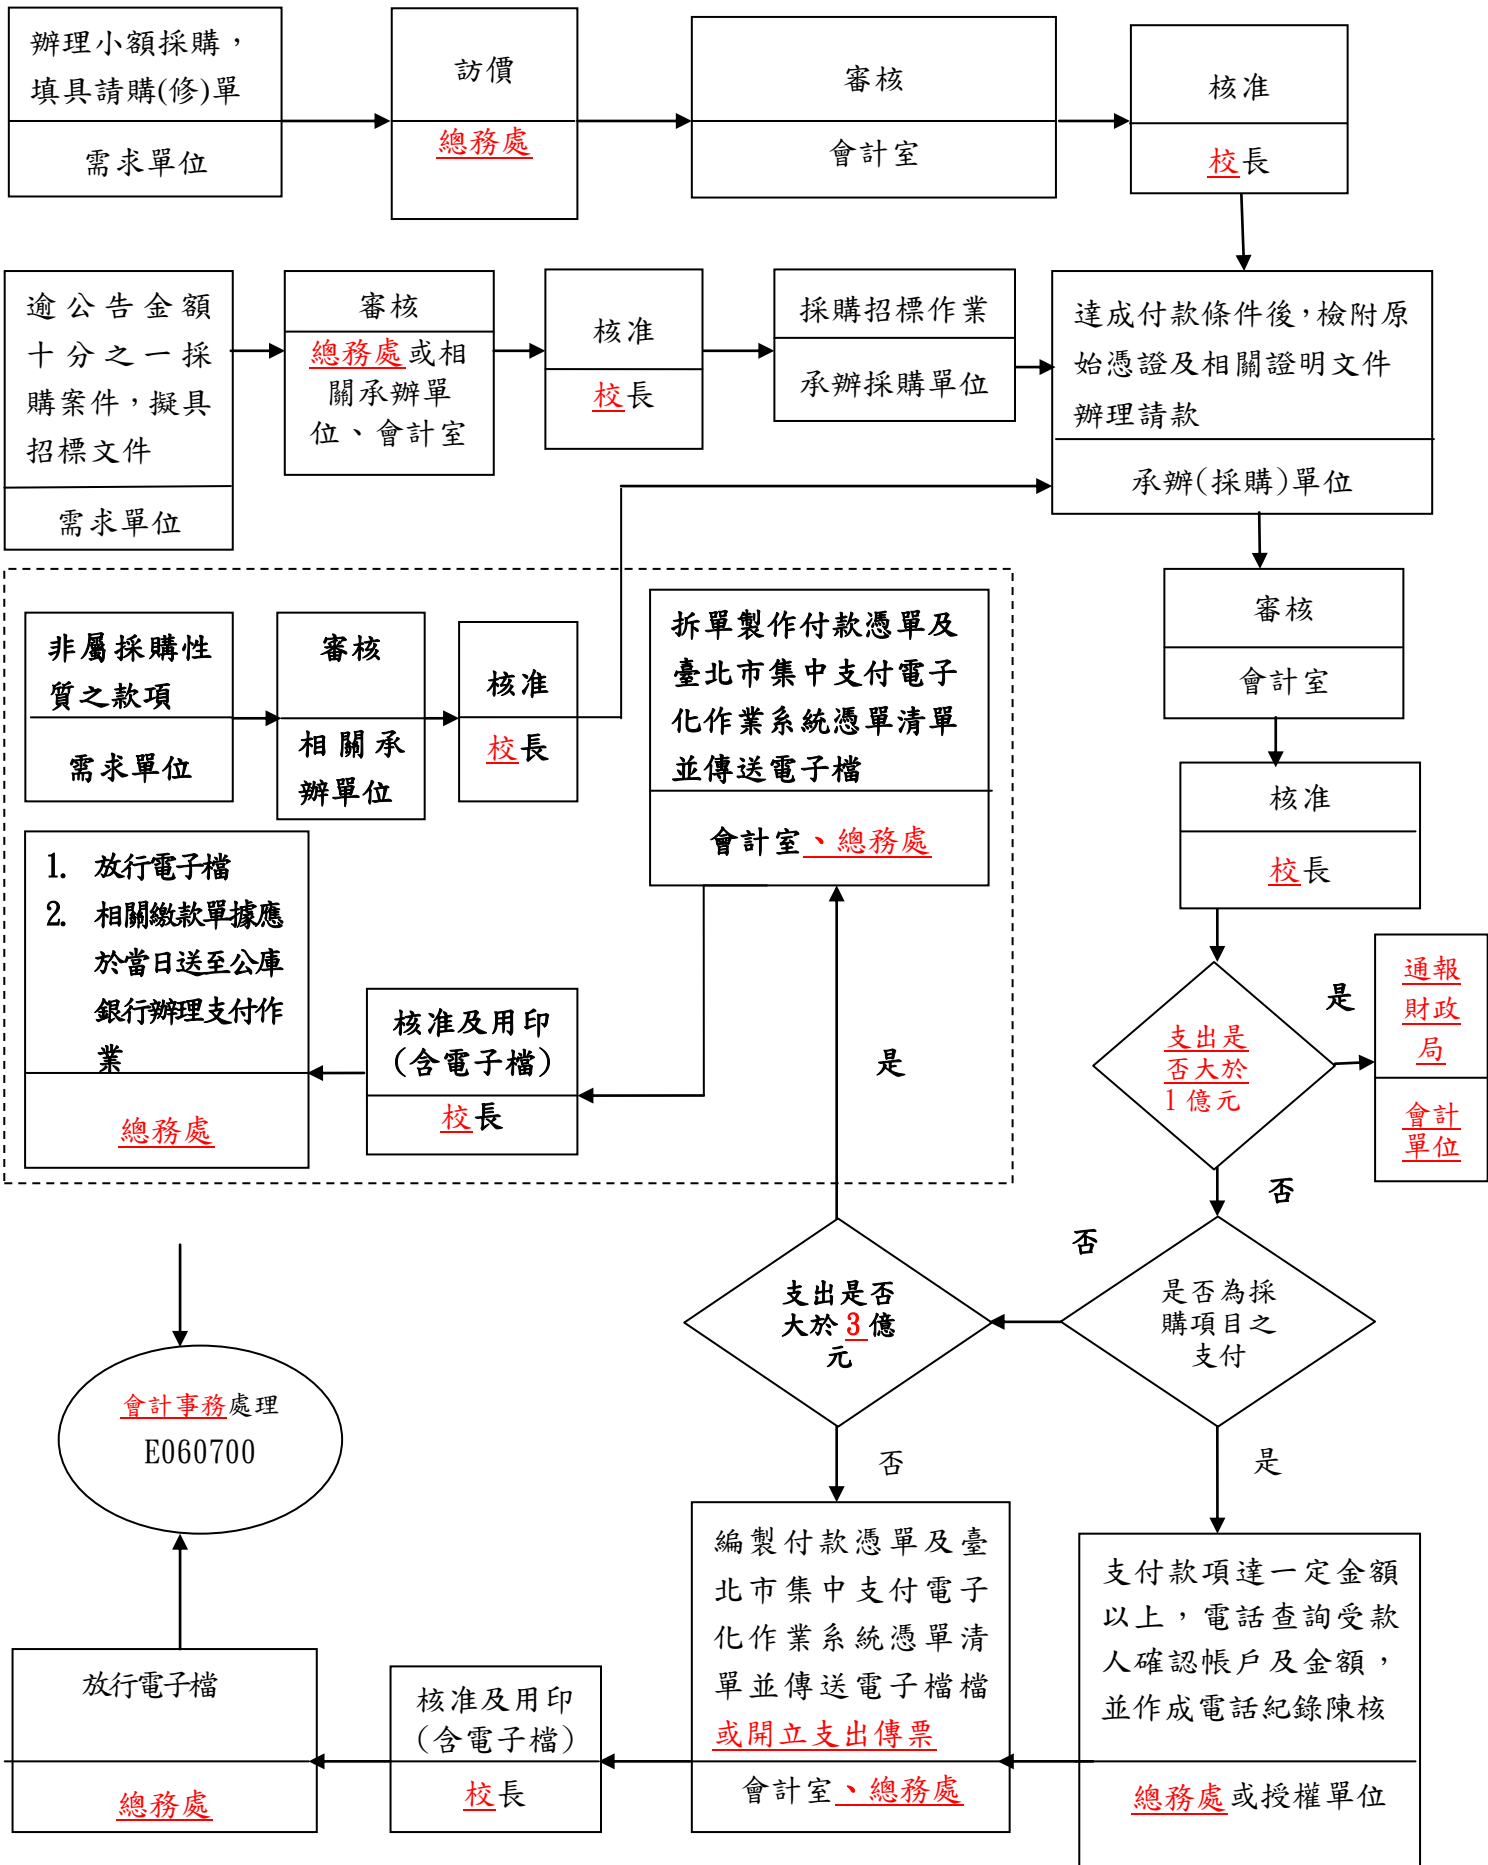 辦理小額採購，
填具請購(修)單
需求單位
訪價
總務處
審核
會計室
核准
校長
逾公告金額
十分之一採
購案件，擬具
招標文件
需求單位
審核
總務處或相
關承辦單
位、會計室
核准
校長
採購招標作業
承辦採購單位
達成付款條件後，檢附原
始憑證及相關證明文件
辦理請款
承辦(採購)單位
非屬採購性
質之款項
需求單位
審核
相關承
辦單位
核准
校長
拆單製作付款憑單及
臺北市集中支付電子
化作業系統憑單清單
並傳送電子檔
會計室、總務處
審核
會計室
核准
校長
1. 放行電子檔
2. 相關繳款單據應
於當日送至公庫
銀行辦理支付作
業
總務處
核准及用印
(含電子檔)
校長
是
支出是
否大於
1億元
是
通報
財政
局
會計
單位
否
否
支出是否
大於3億
元
是否為採
購項目之
支付
會計事務處理
E060700
否
是
編製付款憑單及臺
北市集中支付電子
化作業系統憑單清
單並傳送電子檔檔
或開立支出傳票
會計室、總務處
支付款項達一定金額
以上，電話查詢受款
人確認帳戶及金額，
並作成電話紀錄陳核
總務處或授權單位
核准及用印
(含電子檔)
校長
放行電子檔
總務處